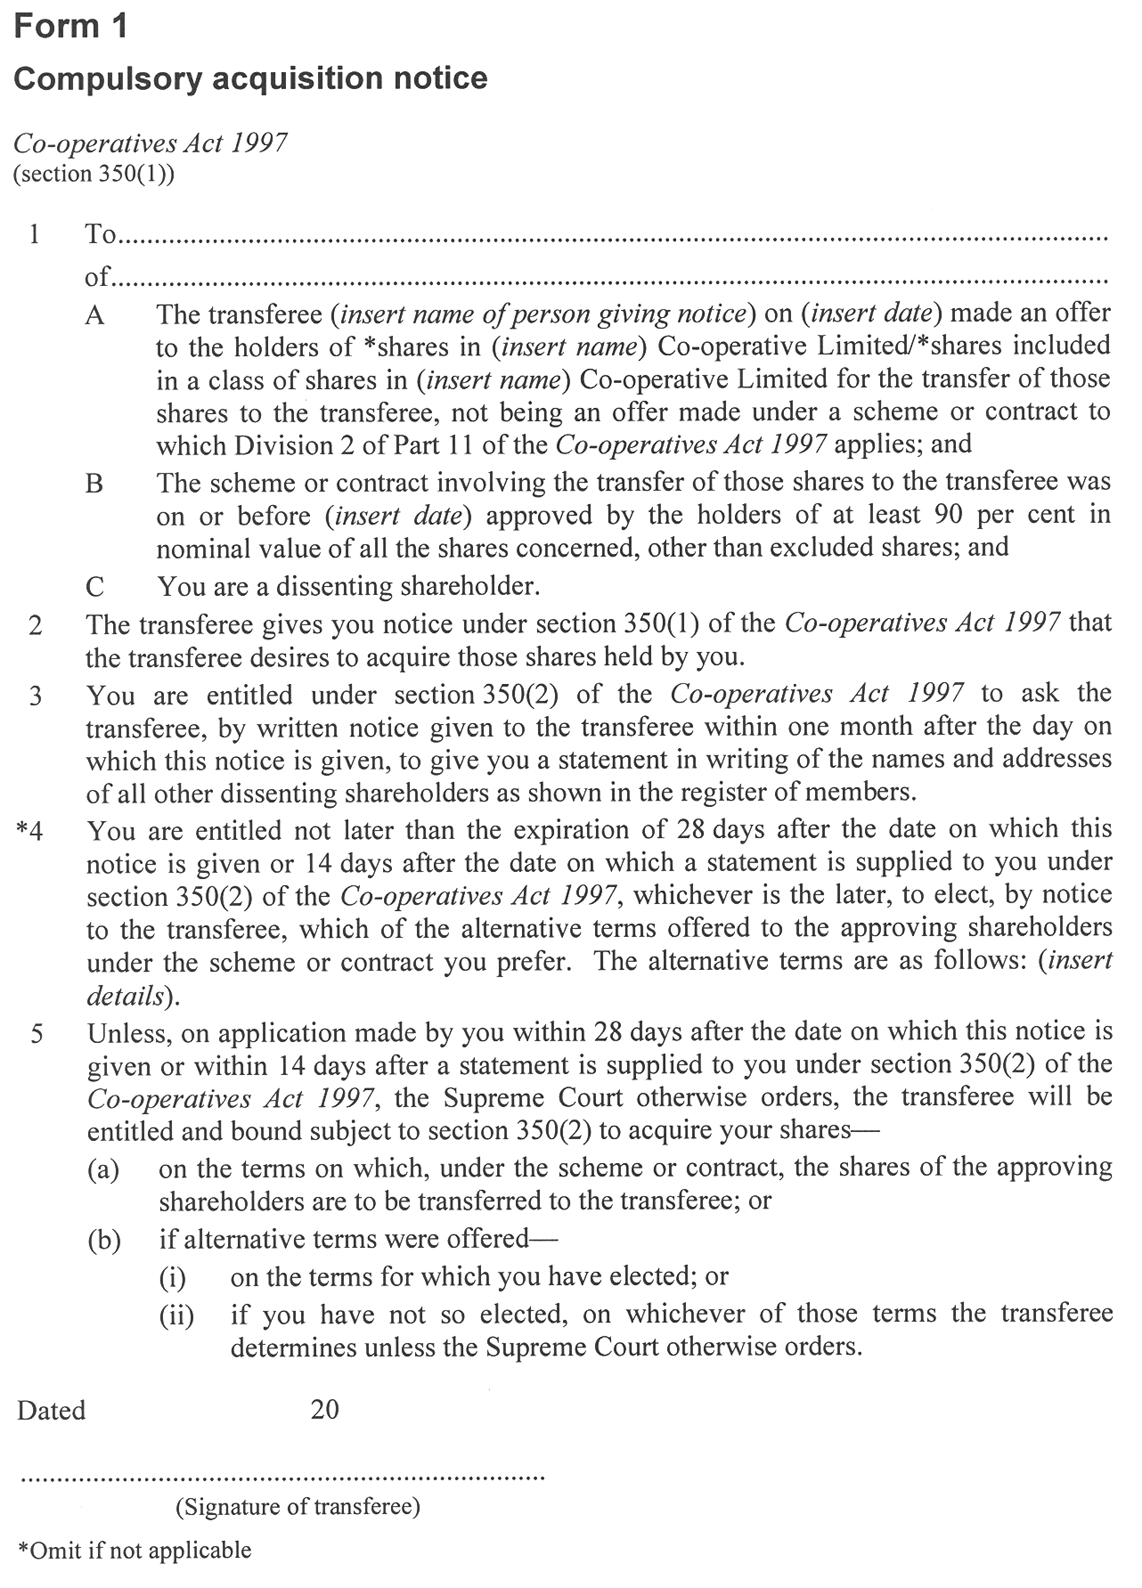 Form 1
Compulsory acquisition notice
Co-operatives Act 1997
(section 350(1))
1 To....................................................................................................
of....................................................................................................
A The transferee (insert name of person giving notice) on (insert date) made an offer
to the holders of *shares in (insert name) Co-operative Limited/*shares included
in a class of shares in (insert name) Co-operative Limited for the transfer of those
shares to the transferee, not being an offer made under a scheme or contract to
which Division 2 of Part 11 of the Co-operatives Act 1997 applies; and
B The scheme or contract involving the transfer of those shares to the transferee was
on or before (insert date) approved by the holders of at least 90 per cent in
nominal value of all the shares concerned, other than excluded shares; and
C You are a dissenting shareholder.
2 The transferee gives you notice under section 350(1) of the Co-operatives Act 1997 that
the transferee desires to acquire those shares held by you.
3 You are entitled under section 350(2) of the Co-operatives Act 1997 to ask the
transferee, by written notice given to the transferee within one month after the day on
which this notice is given, to give you a statement in writing of the names and addresses
of all other dissenting shareholders as shown in the register of members.
*4 You are entitled not later than the expiration of 28 days after the date on which this
notice is given or 14 days after the date on which a statement is supplied to you under
section 350(2) of the Co-operatives Act 1997, whichever is the later, to elect, by notice
to the transferee, which of the alternative terms offered to the approving shareholders
under the scheme or contract you prefer. The alternative terms are as follows: (insert
details).
5 Unless, on application made by you within 28 days after the date on which this notice is
given or within 14 days after a statement is supplied to you under section 350(2) of the
Co-operatives Act 1997, the Supreme Court otherwise orders, the transferee will be
entitled and bound subject to section 350(2) to acquire your shares—
(a) on the terms on which, under the scheme or contract, the shares of the approving
shareholders are to be transferred to the transferee; or
(b) if alternative terms were offered—
(i) on the terms for which you have elected; or
(ii) if you have not so elected, on whichever of those terms the transferee
determines unless the Supreme Court otherwise orders.
Dated 20
..........................................................................
(Signature of transferee)
*Omit if not applicable